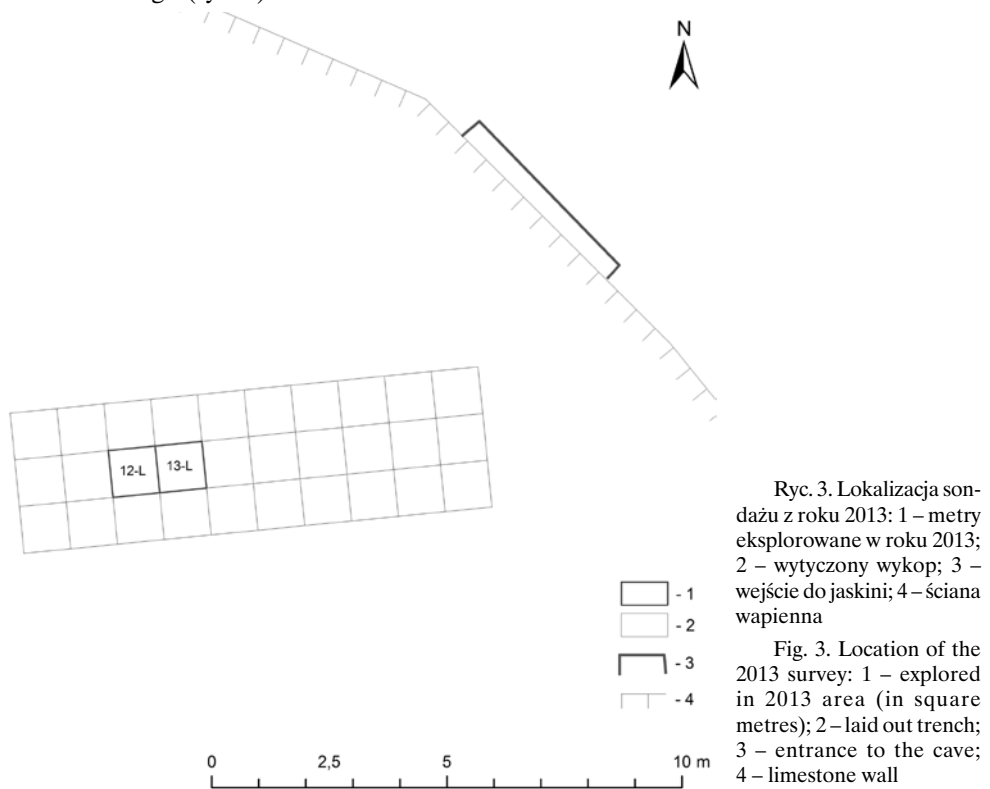 N
12-L 13-L
- 1
- 2
- 3
- 4
0 2,5 5 10 m
Ryc. 3. Lokalizacja son-
dażu z roku 2013: 1 – metry
eksplorowane w roku 2013;
2 – wytyczony wykop; 3 –
wejście do jaskini; 4 – ściana
wapienna
Fig. 3. Location of the
2013 survey: 1 – explored
in 2013 area (in square
metres); 2 – laid out trench;
3 – entrance to the cave;
4 – limestone wall